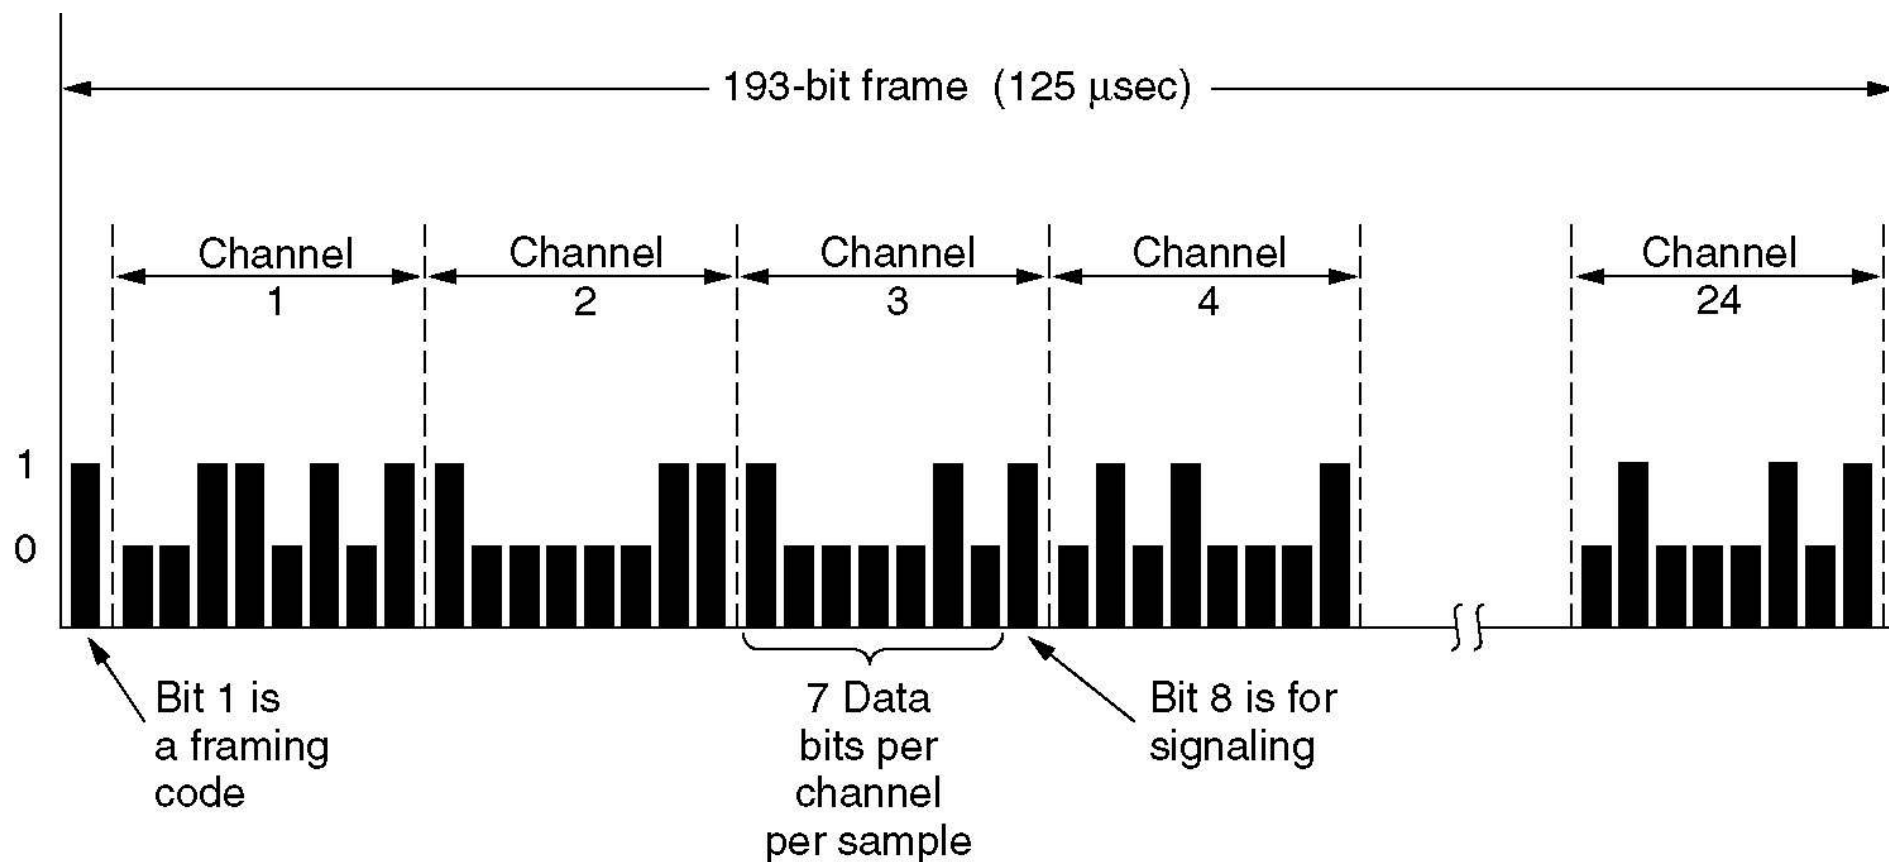 193-bit frame (125 μsec)
Channel
1
Channel
2
Channel
3
Channel
4
Channel
24
1
0
Bit 1 is
a framing
code
7 Data
bits per
channel
per sample
Bit 8 is for
signaling